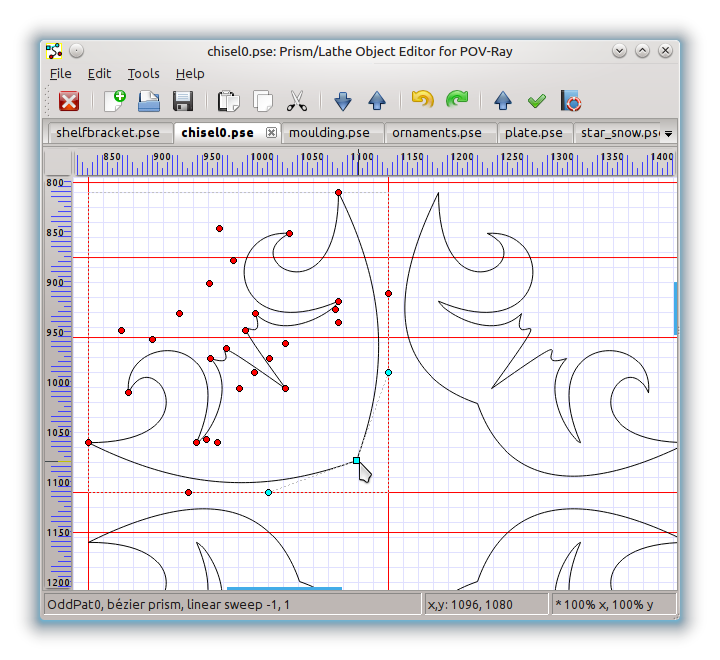 chisel0.pse: Prism/Lathe Object Editor for POV-Ray
File Edit Tools Help
shelfbracket.pse chisel0.pse moulding.pse ornaments.pse plate.pse star_snow.ps
850 900 950 1000 1050 1100 1150 1200 1250 1300 1350 1400
800
850
900
950
1000
1050
1100
1150
1200
OddPat0, bézier prism, linear sweep -1, 1 x,y: 1096, 1080 * 100% x, 100% y